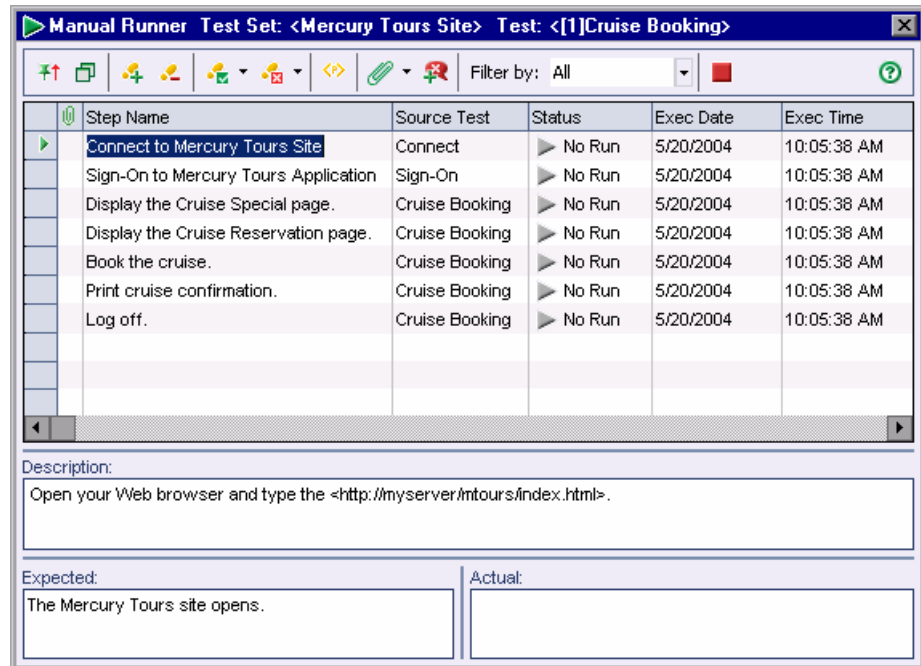 Manual Runner Test Set: <Mercury Tours Site> Test: <[1]Cruise Booking>
Filter by: All
Step Name Source Test Status Exec Date Exec Time
Connect to Mercury Tours Site Connect No Run 5/20/2004 10:05:38 AM
Sign-On to Mercury Tours Application Sign-On No Run 5/20/2004 10:05:38 AM
Display the Cruise Special page. Cruise Booking No Run 5/20/2004 10:05:38 AM
Display the Cruise Reservation page. Cruise Booking No Run 5/20/2004 10:05:38 AM
Book the cruise. Cruise Booking No Run 5/20/2004 10:05:38 AM
Print cruise confirmation. Cruise Booking No Run 5/20/2004 10:05:38 AM
Log off. Cruise Booking No Run 5/20/2004 10:05:38 AM
Description:
Open your Web browser and type the <http://myserver/mtours/index.html>.
Expected: Actual:
The Mercury Tours site opens.